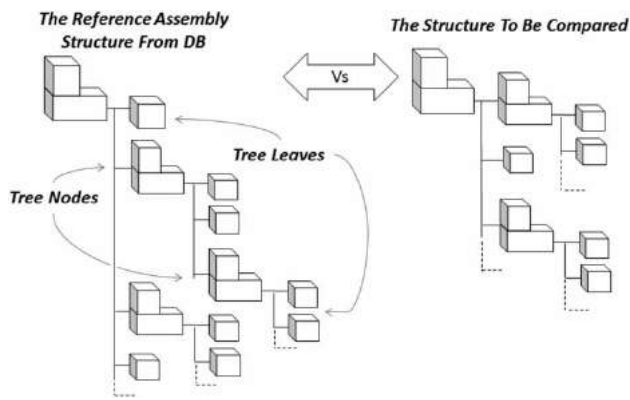 The Reference Assembly
Structure From DB
Vs
The Structure To Be Compared
Tree Leaves
Tree Nodes